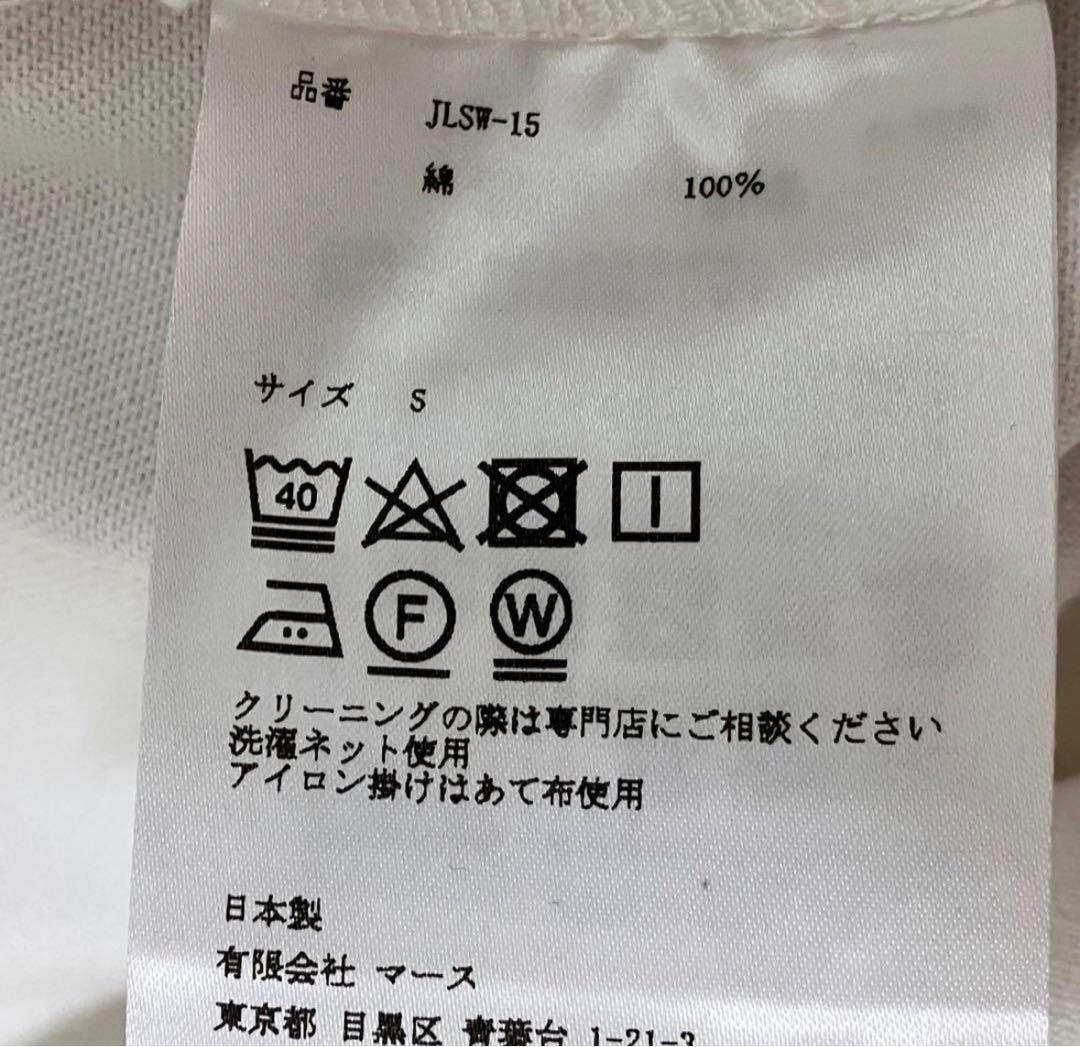 品番 JLSW-15
綿 100%
サイズ S
40
F W
クリーニングの際は専門店にご相談ください
洗濯ネット使用
アイロン掛けはあて布使用
日本製
有限会社 マース
東京都 目黒区 青葉台 1-21-3